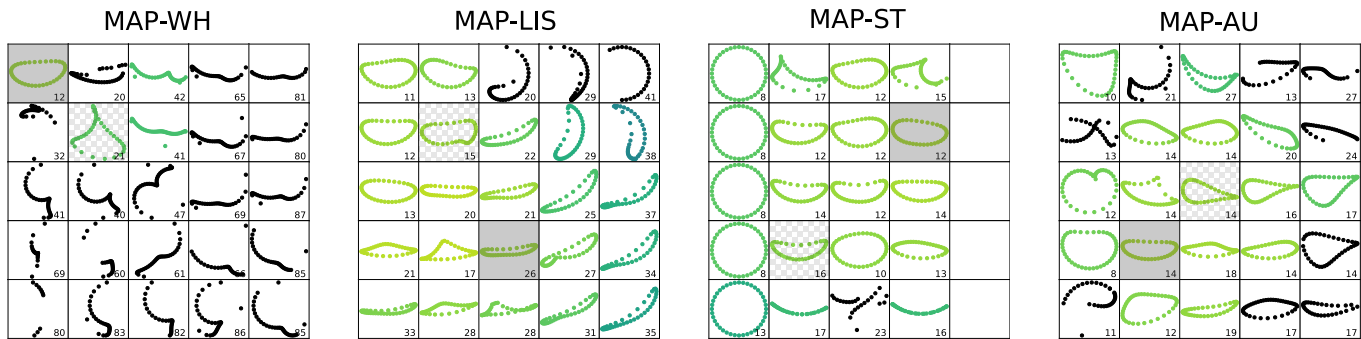 MAP-WH MAP-LIS MAP-ST MAP-AU
12 20 42 65 81 11 13 20 29 41 8 17 12 15 10 21 27 13 27
32 21 41 67 80 12 15 22 29 38 8 12 12 12 13 14 14 20 24
41 40 47 69 87 13 20 21 25 37 8 14 12 14 12 14 14 16 17
69 60 61 66 85 21 17 26 27 34 8 16 10 13 8 14 18 14 14
80 83 82 86 85 33 28 28 31 35 13 17 23 16 11 12 19 17 17